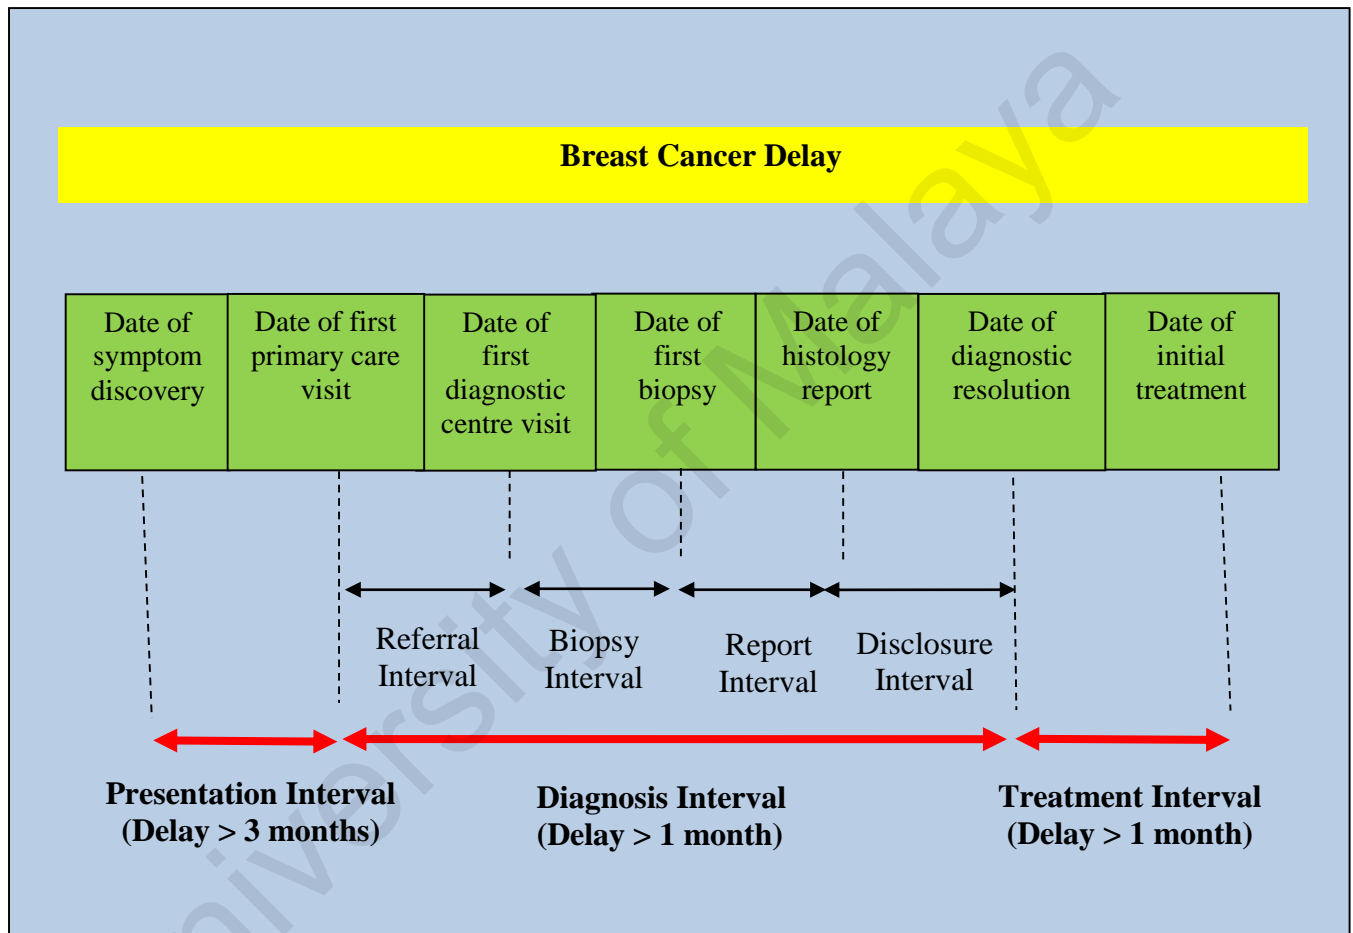 Breast Cancer Delay
Date of
symptom
discovery
Date of first
primary care
visit
Date of
first
diagnostic
centre visit
Date of
first
biopsy
Date of
histology
report
Date of
diagnostic
resolution
Date of
initial
treatment
Referral
Interval
Biopsy
Interval
Report
Interval
Disclosure
Interval
Presentation Interval
(Delay > 3 months)
Diagnosis Interval
(Delay > 1 month)
Treatment Interval
(Delay > 1 month)
niversity of Malaya